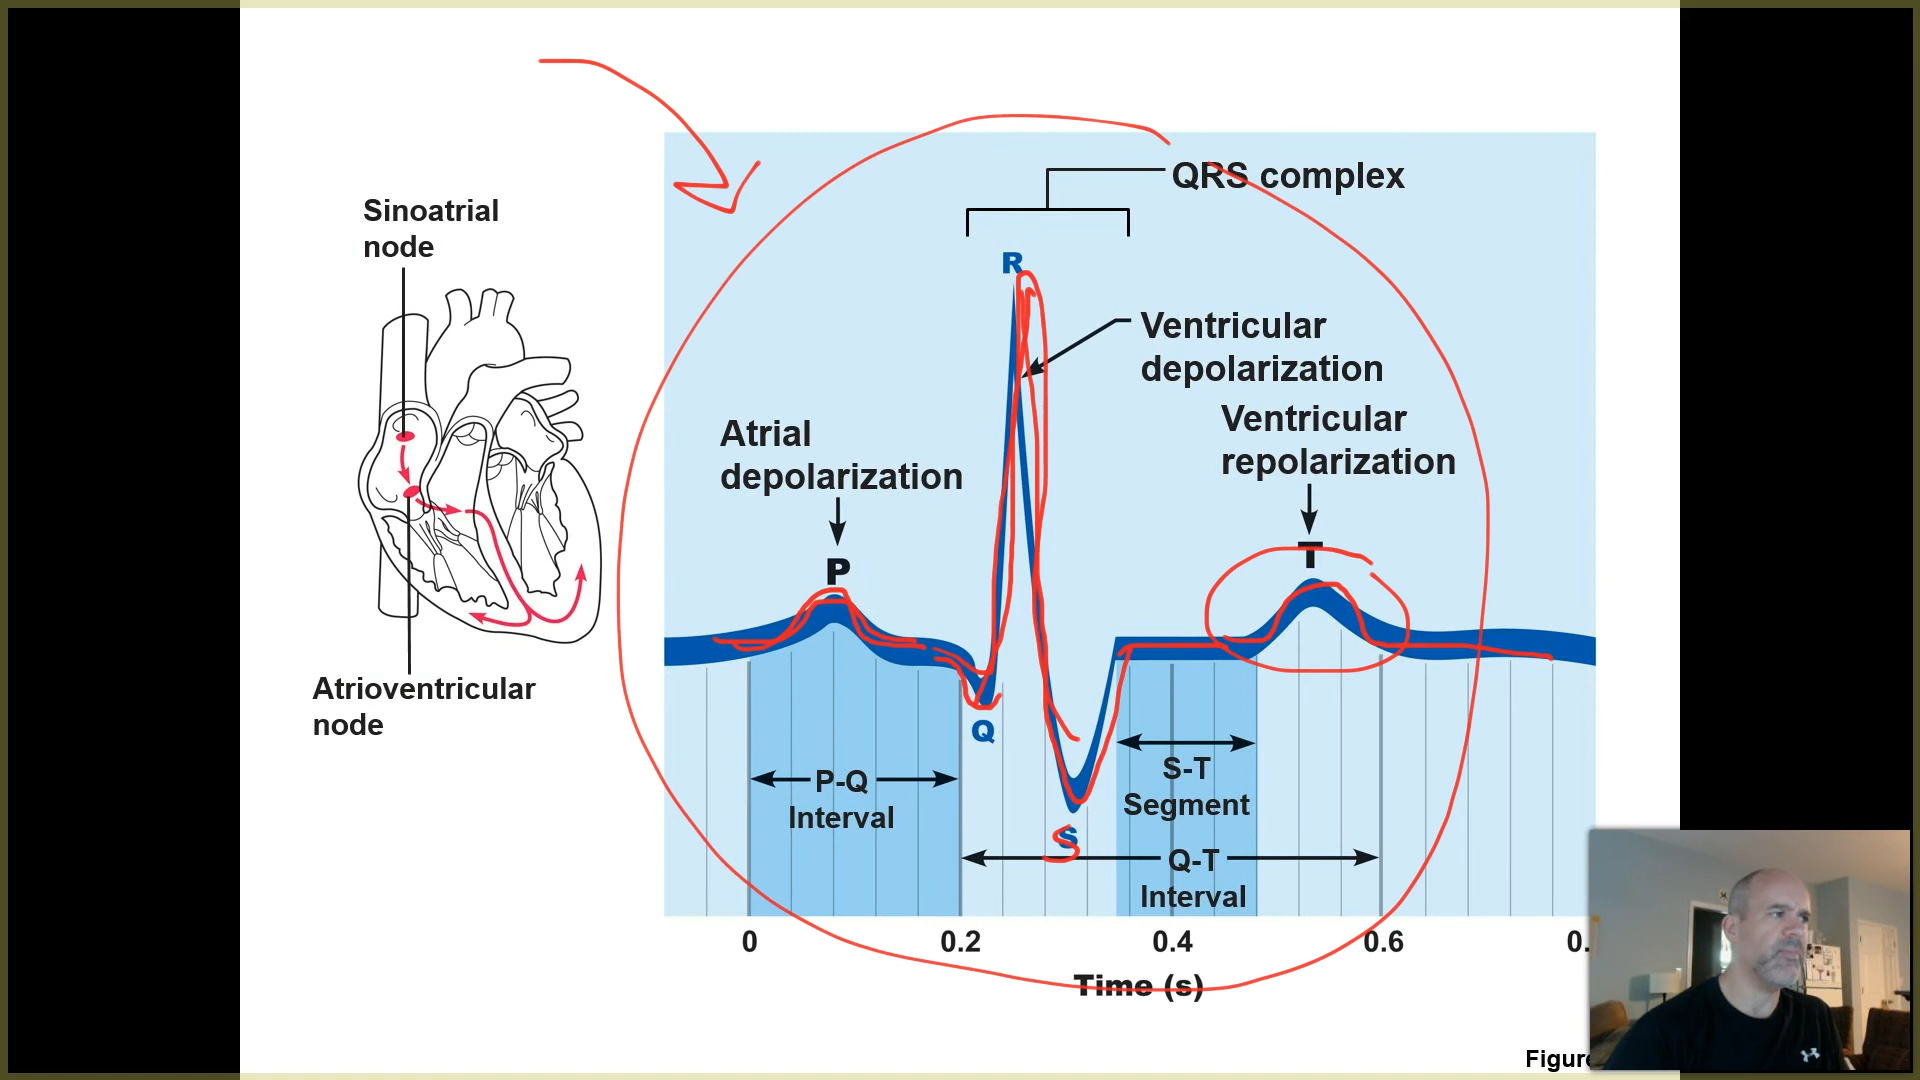 QRS complex
Sinoatrial
node
R
Ventricular
depolarization
Atrial
depolarization
Ventricular
repolarization
P
T
Atrioventricular
node
Q
P-Q
Interval
S-T
Segment
S
Q-T
Interval
0 0.2 0.4 0.6 0.
Time (s)
Figure